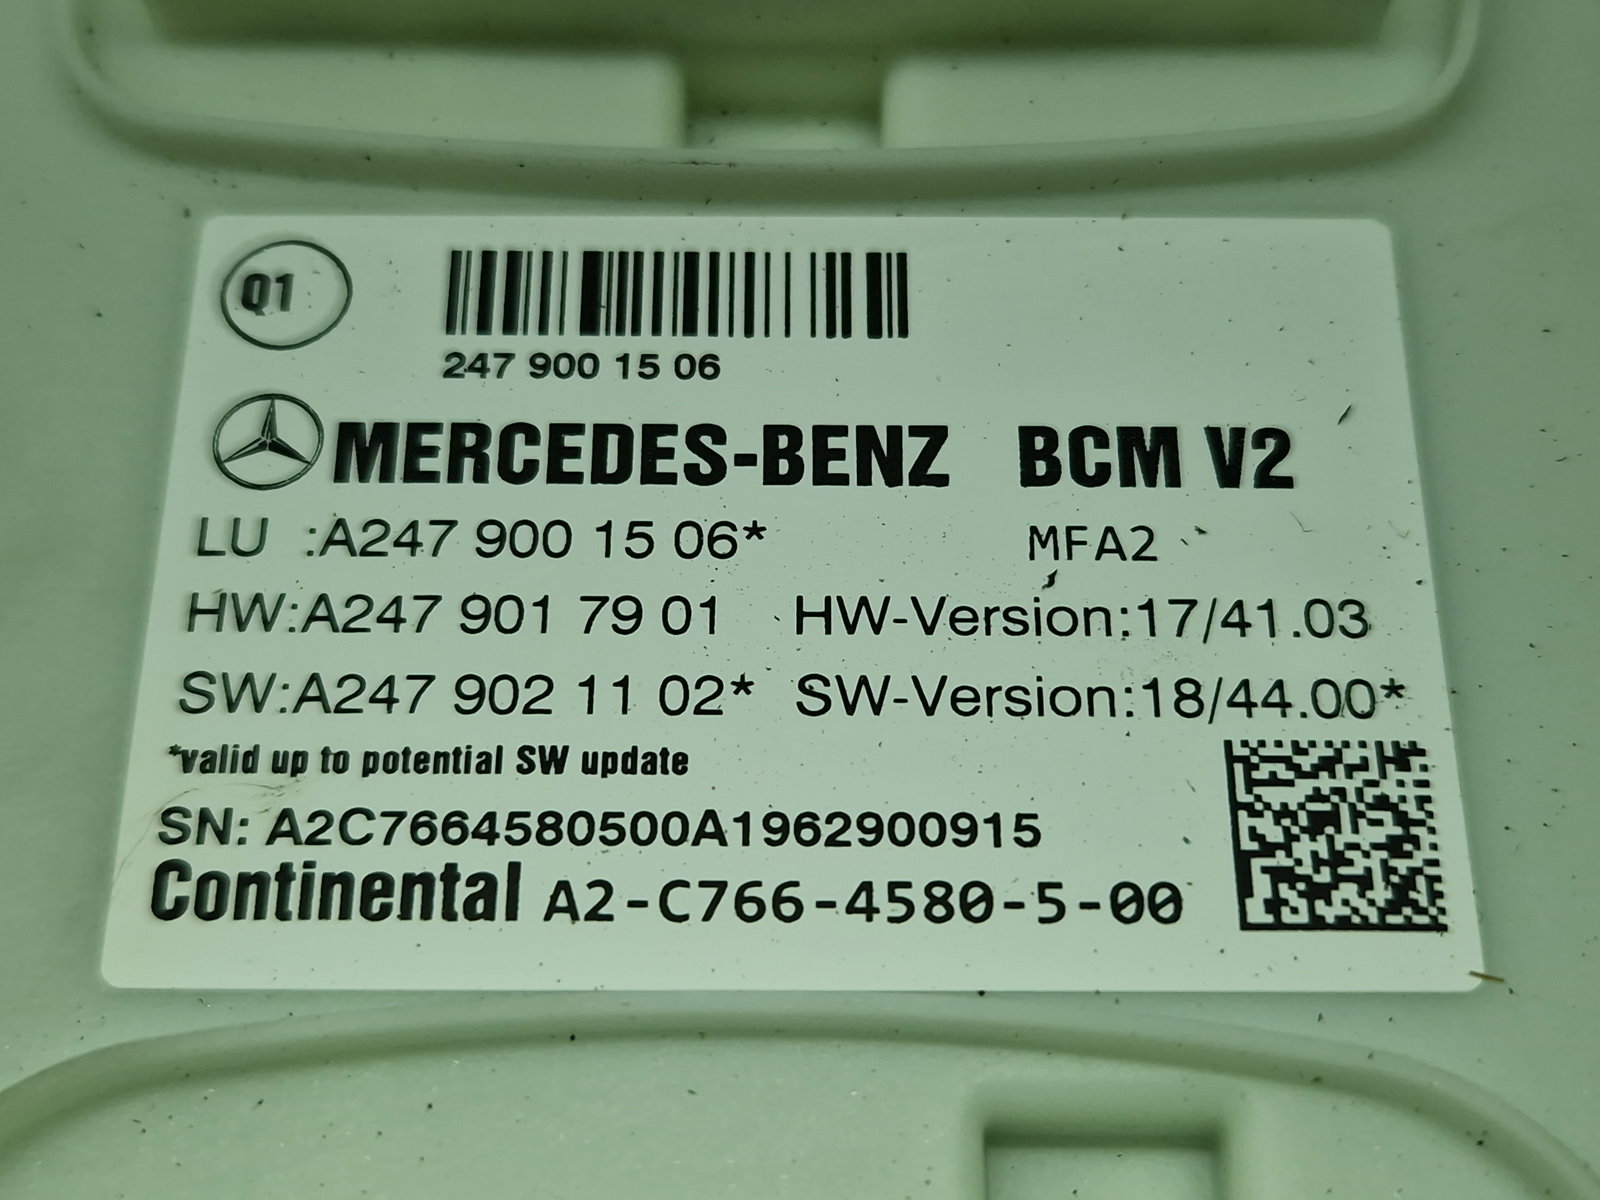 Q1
247 900 15 06
MERCEDES-BENZ BCM V2
LU :A247 900 15 06* MFA2
HW:A247 901 79 01 HW-Version:17/41.03
SW:A247 902 11 02* SW-Version:18/44.00*
*valid up to potential SW update
SN: A2C7664580500A1962900915
Continental A2-C766-4580-5-00